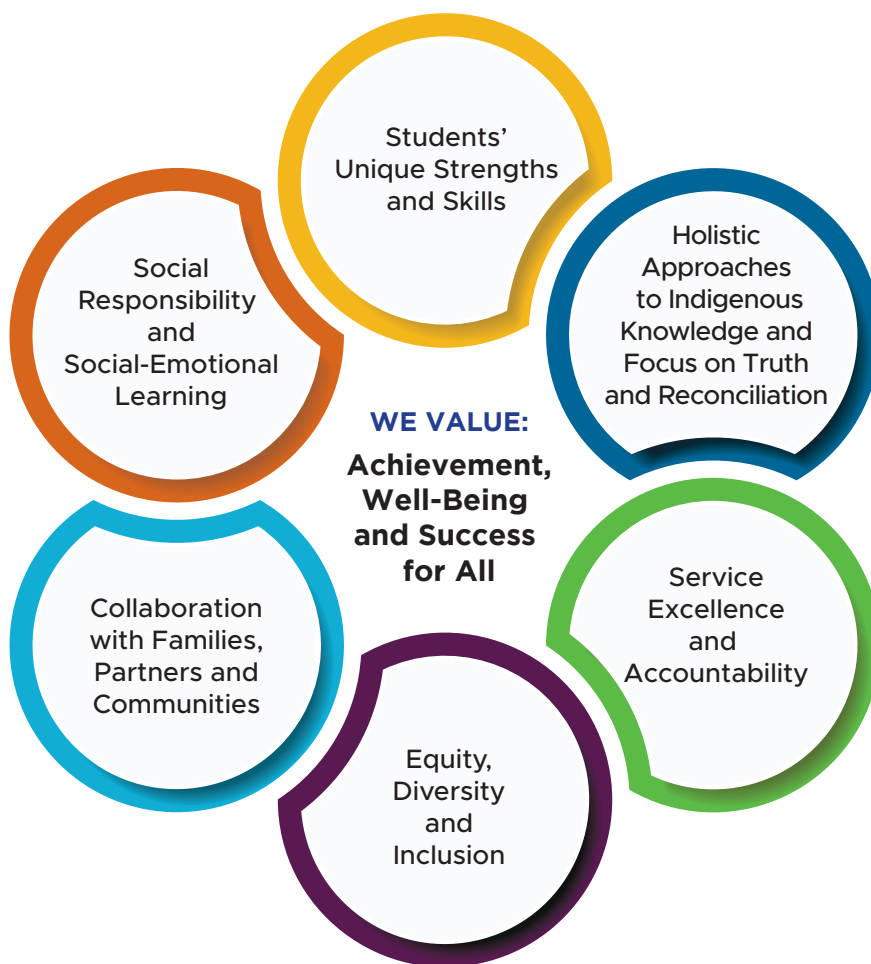 Students’
Unique Strengths
and Skills
Holistic
Approaches
to Indigenous
Knowledge and
Focus on Truth
and Reconciliation
Service
Excellence
and
Accountability
Equity,
Diversity
and
Inclusion
Collaboration
with Families,
Partners and
Communities
Social
Responsibility
and
Social-Emotional
Learning
WE VALUE:
Achievement,
Well-Being
and Success
for All